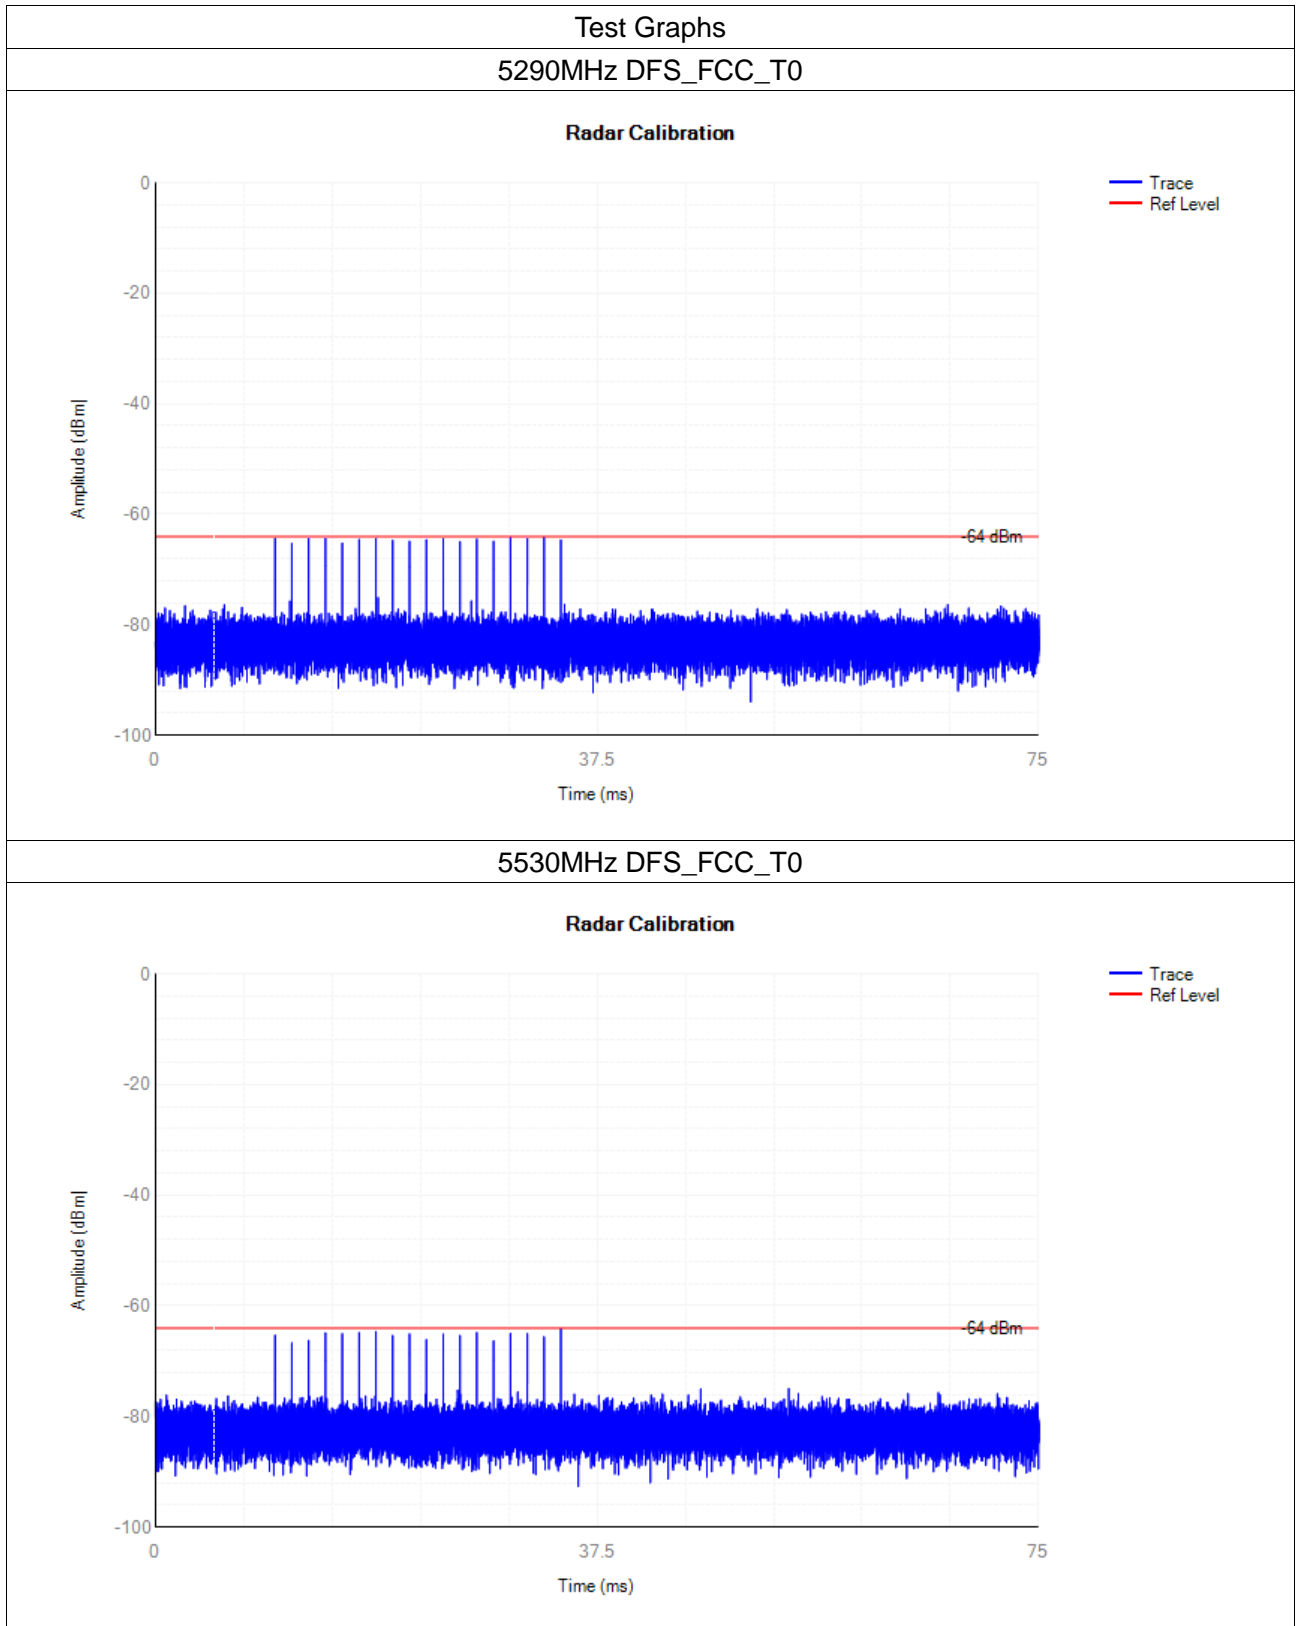 Test Graphs
5290MHz DFS_FCC_T0
Radar Calibration
Trace
Ref Level
0
-20
-40
-60
-80
-100
Amplitude [dBm]
-64 dBm
0
37.5
75
Time (ms)
5530MHz DFS_FCC_T0
Radar Calibration
Trace
Ref Level
0
-20
-40
-60
-80
-100
Amplitude [dBm]
-64 dBm
0
37.5
75
Time (ms)